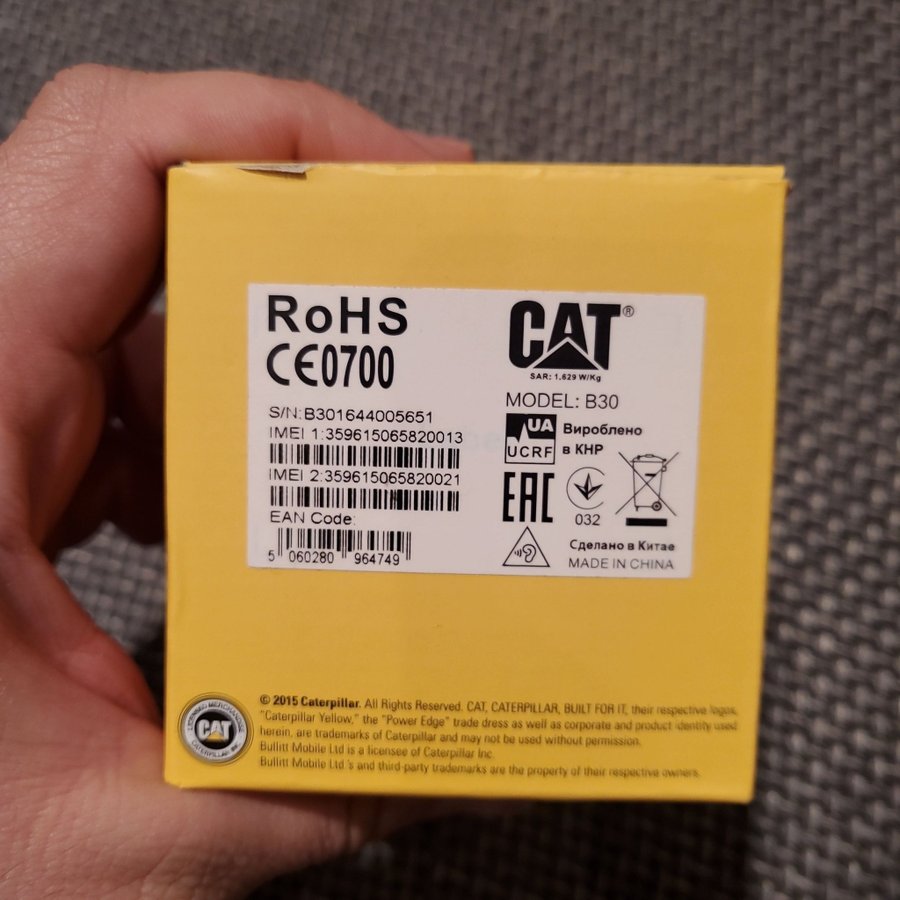 RoHS
CE0700
S/N:B301644005651
IMEI 1:359615065820013
IMEI 2:359615065820021
EAN Code:
5 060280 964749
CAT®
SAR: 1.629 W/Kg
MODEL: B30
UA
UCRF
Вироблено
в КНР
EAC
032
Сделано в Китае
MADE IN CHINA
LICENSED MERCHANDISE
CAT
CATERPILLAR INC.
© 2015 Caterpillar. All Rights Reserved. CAT, CATERPILLAR, BUILT FOR IT, their respective logos,
"Caterpillar Yellow," the "Power Edge" trade dress as well as corporate and product identity used
herein, are trademarks of Caterpillar and may not be used without permission.
Bullitt Mobile Ltd is a licensee of Caterpillar Inc.
Bullitt Mobile Ltd 's and third-party trademarks are the property of their respective owners.